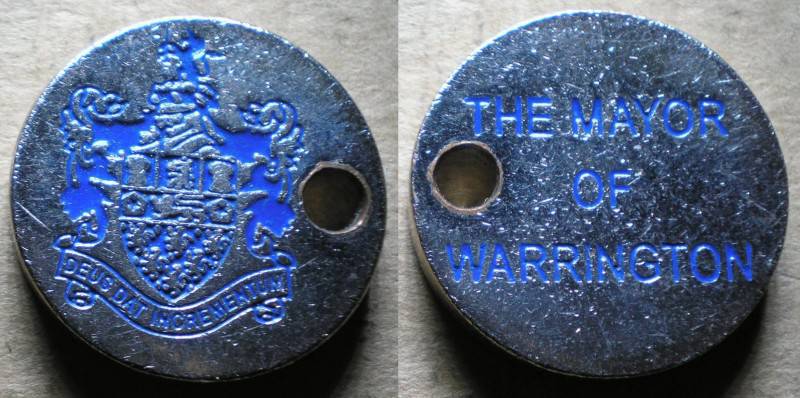 DEUS DAT INCREMENTUM
THE MAYOR
OF
WARRINGTON